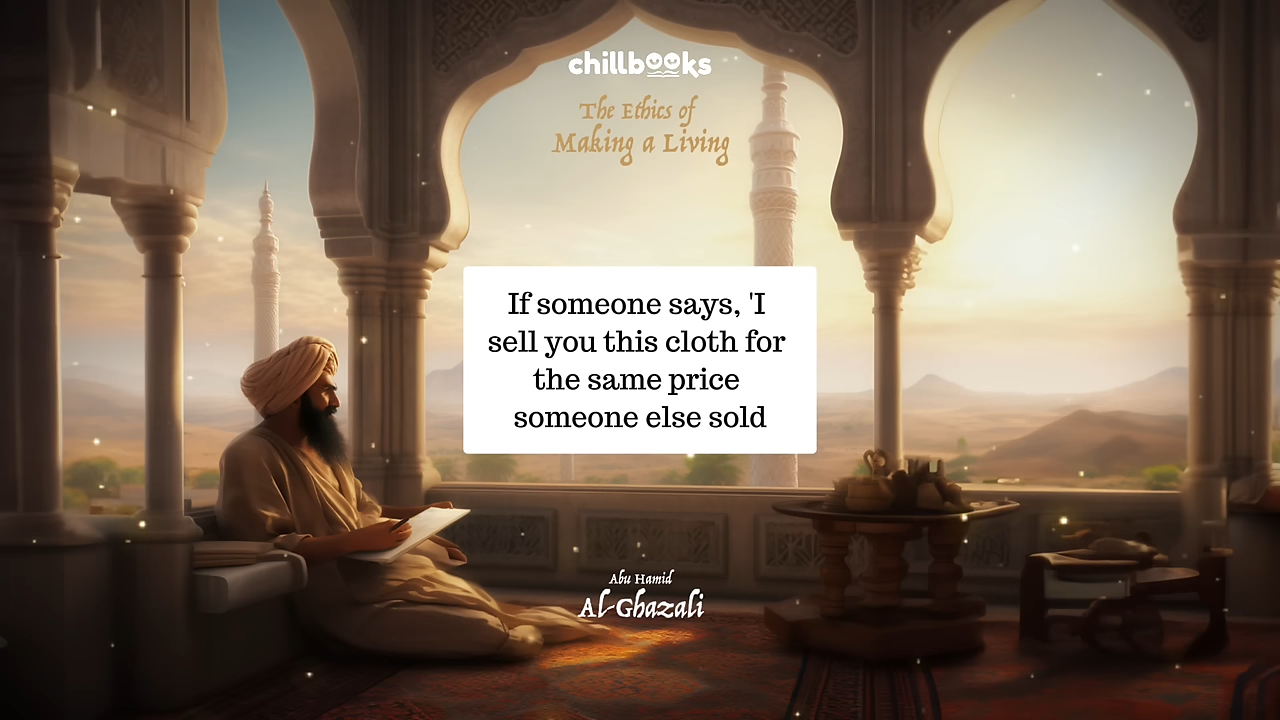 chillbooks
The Ethics of
Making a Living
If someone says, 'I
sell you this cloth for
the same price
someone else sold
Abu Hamid
Al-Ghazali